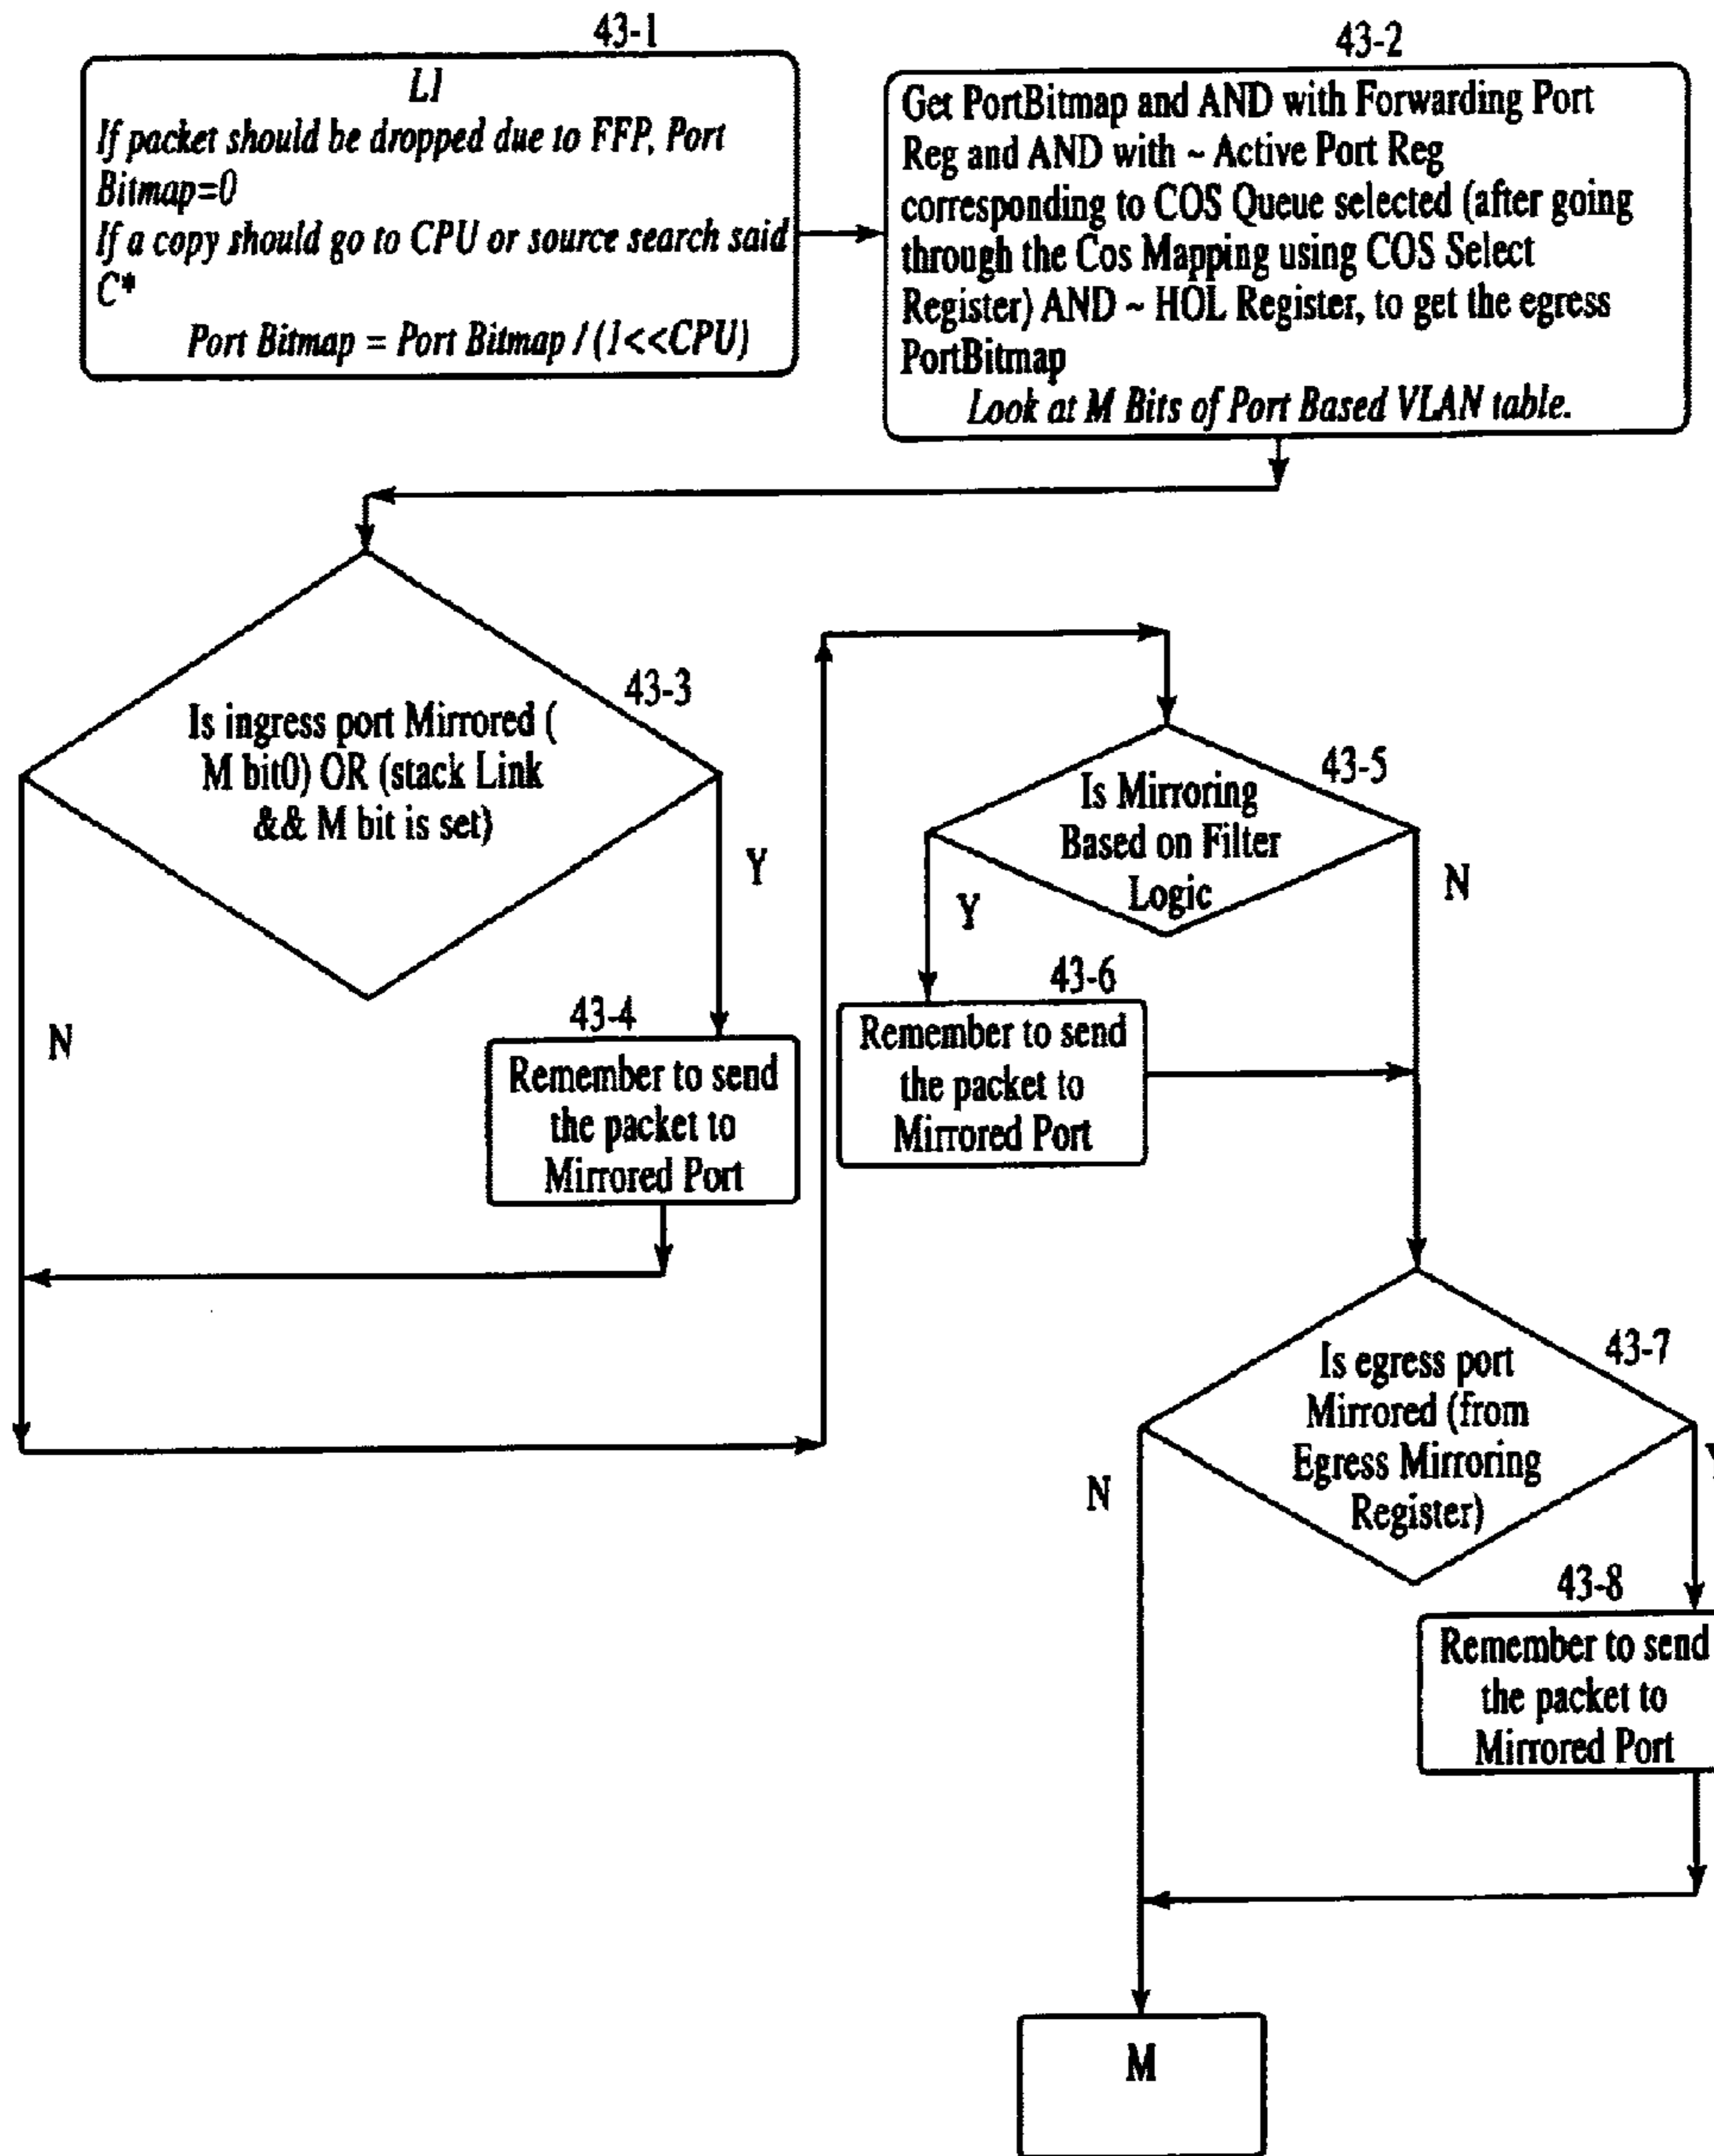 43-1
L1
If packet should be dropped due to FFP, Port
Bitmap=0
If a copy should go to CPU or source search said
C*
Port Bitmap = Port Bitmap / (1<<CPU)
43-2
Get PortBitmap and AND with Forwarding Port
Reg and AND with ~ Active Port Reg
corresponding to COS Queue selected (after going
through the Cos Mapping using COS Select
Register) AND ~ HOL Register, to get the egress
PortBitmap
Look at M Bits of Port Based VLAN table.
43-3
Is ingress port Mirrored (
M bit0) OR (stack Link
&& M bit is set)
Y
N
43-4
Remember to send
the packet to
Mirrored Port
43-5
Is Mirroring
Based on Filter
Logic
Y
N
43-6
Remember to send
the packet to
Mirrored Port
43-7
Is egress port
Mirrored (from
Egress Mirroring
Register)
N
Y
43-8
Remember to send
the packet to
Mirrored Port
M